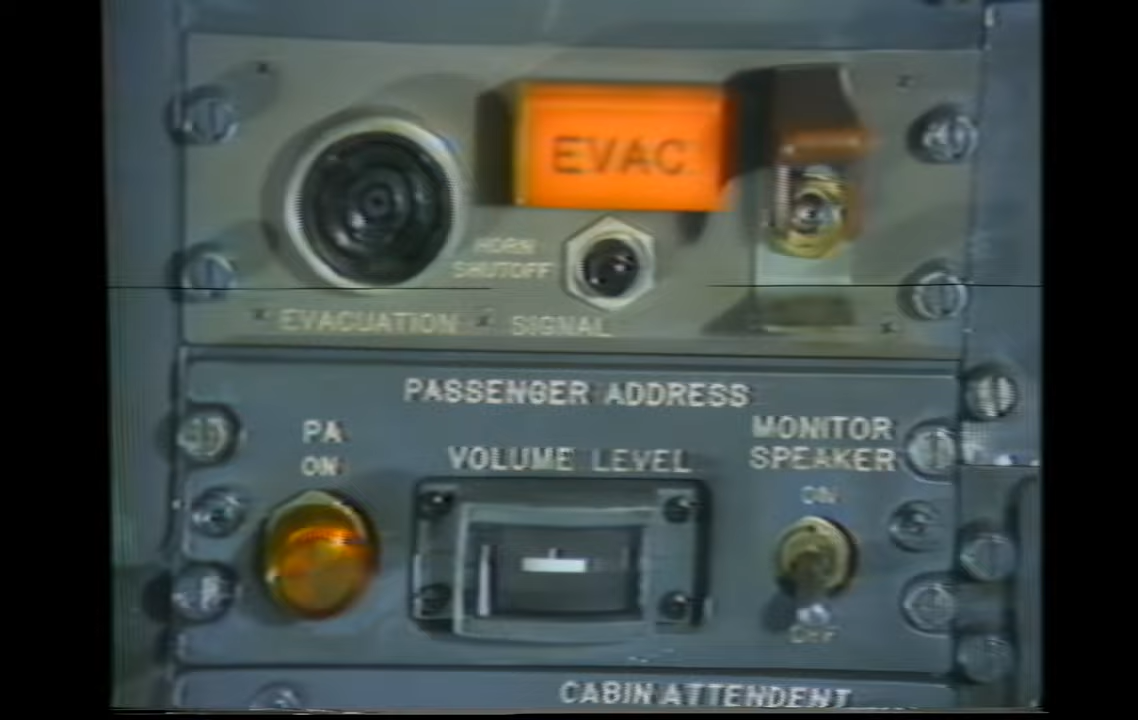 EVAC
HORN
SHUTOFF
EVACUATION SIGNAL
PASSENGER ADDRESS
PA
ON
VOLUME LEVEL
MONITOR
SPEAKER
ON
OFF
CABIN ATTENDENT